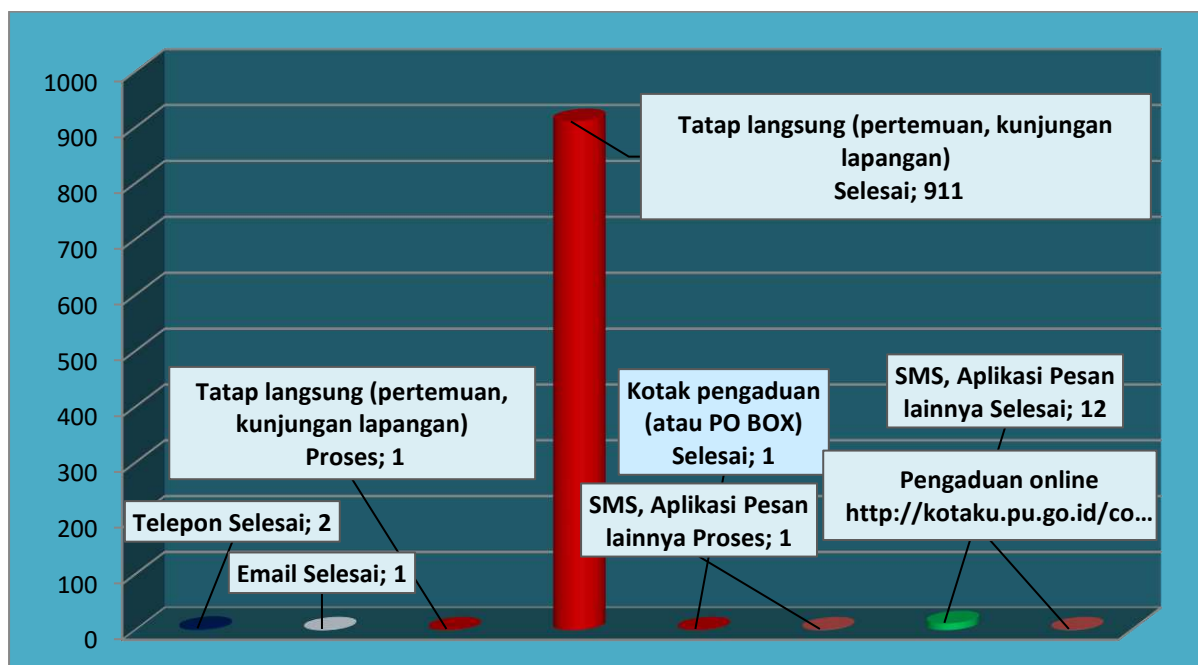 1000
900
800
700
600
500
400
300
200
100
0
Tatap langsung (pertemuan, kunjungan
lapangan)
Selesai; 911
Tatap langsung (pertemuan,
kunjungan lapangan)
Proses; 1
Kotak pengaduan
(atau PO BOX)
Selesai; 1
SMS, Aplikasi Pesan
lainnya Selesai; 12
Telepon Selesai; 2
Email Selesai; 1
SMS, Aplikasi Pesan
lainnya Proses; 1
Pengaduan online
http://kotaku.pu.go.id/co...